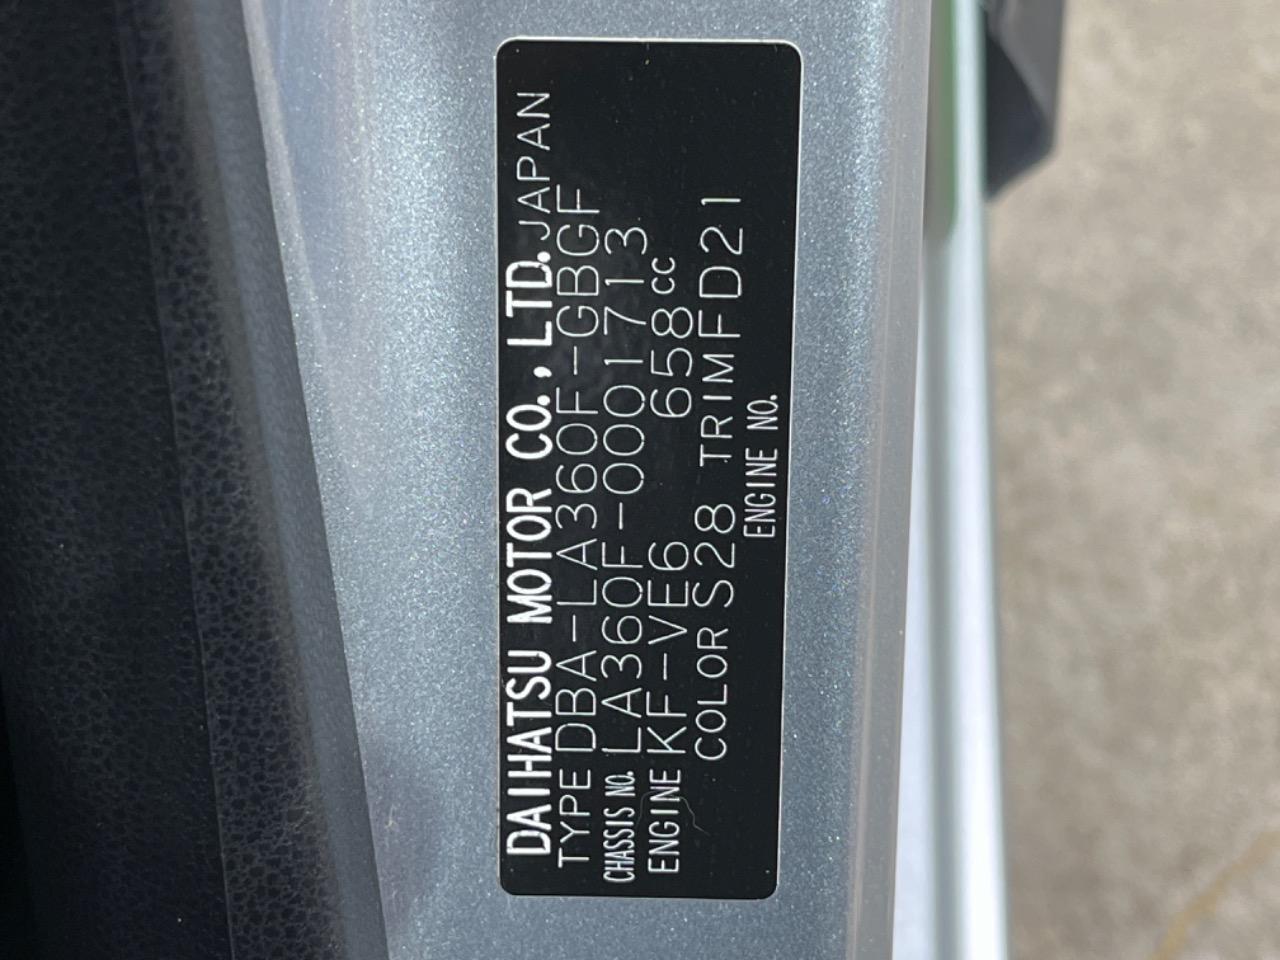 DAIHATSU MOTOR CO., LTD. JAPAN
TYPE DBA-LA360F-GBGF
CHASSIS NO. LA360F-0001713
ENGINE KF-VE6 658cc
COLOR S28 TRIM FD21
ENGINE NO.